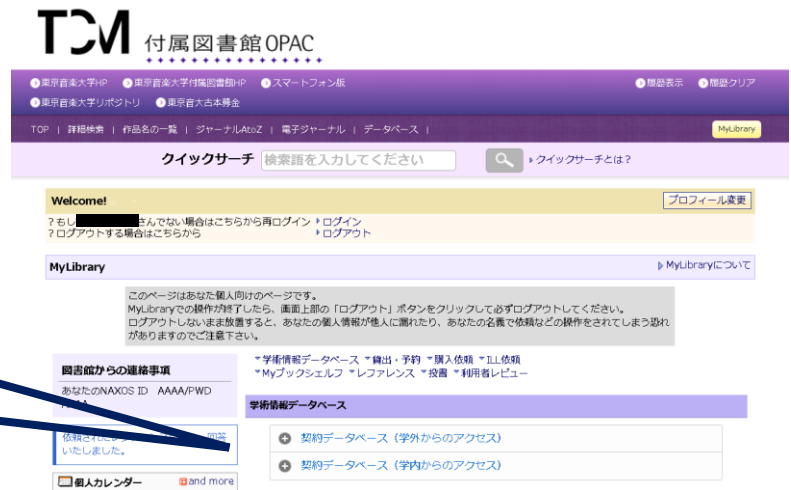 TCM 付属図書館OPAC
東京音楽大学HP 東京音楽大学付属図書館HP スマートフォン版 履歴表示 履歴クリア
東京音楽大学リポジトリ 東京音大古本募金
TOP | 詳細検索 | 作品名の一覧 | ジャーナルAtoZ | 電子ジャーナル | データベース | MyLibrary
クイックサーチ 検索語を入力してください クイックサーチとは?
Welcome! プロフィール変更
?もし さんでない場合はこちらから再ログイン ログイン
?ログアウトする場合はこちらから ログアウト
MyLibrary MyLibraryについて
このページはあなた個人向けのページです。
MyLibraryでの操作が終了したら、画面上部の「ログアウト」ボタンをクリックして必ずログアウトしてください。
ログアウトしないまま放置すると、あなたの個人情報が他人に漏れたり、あなたの名義で依頼などの操作をされてしまう恐れ
がありますのでご注意下さい。
図書館からの連絡事項
あなたのNAXOS ID AAAA/PWD
依頼され 回答
いたしました。
個人カレンダー and more
学術情報データベース 貸出・予約 購入依頼 ILL依頼
Myブックシェルフ レファレンス 投書 利用者レビュー
学術情報データベース
契約データベース（学外からのアクセス）
契約データベース（学内からのアクセス）